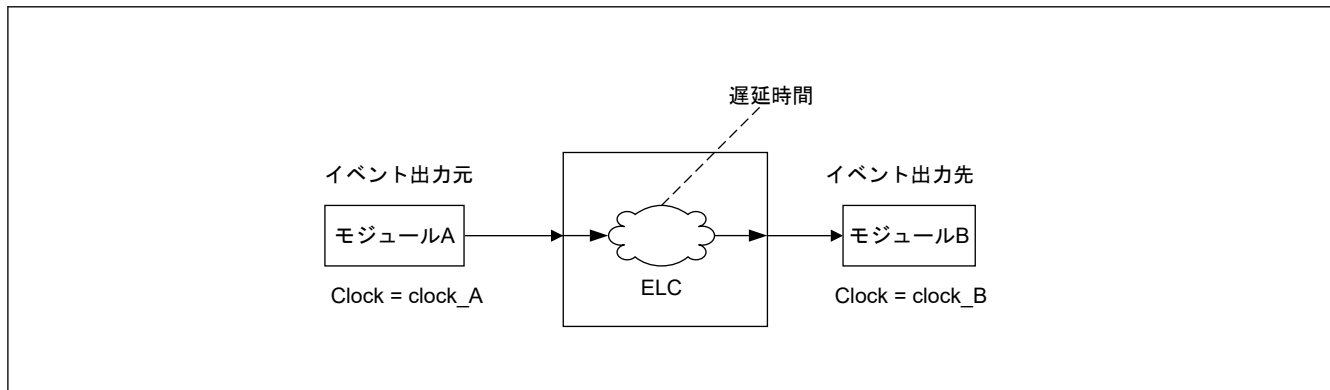 遅延時間
イベント出力元
イベント出力先
モジュールA
モジュールB
ELC
Clock = clock_A
Clock = clock_B